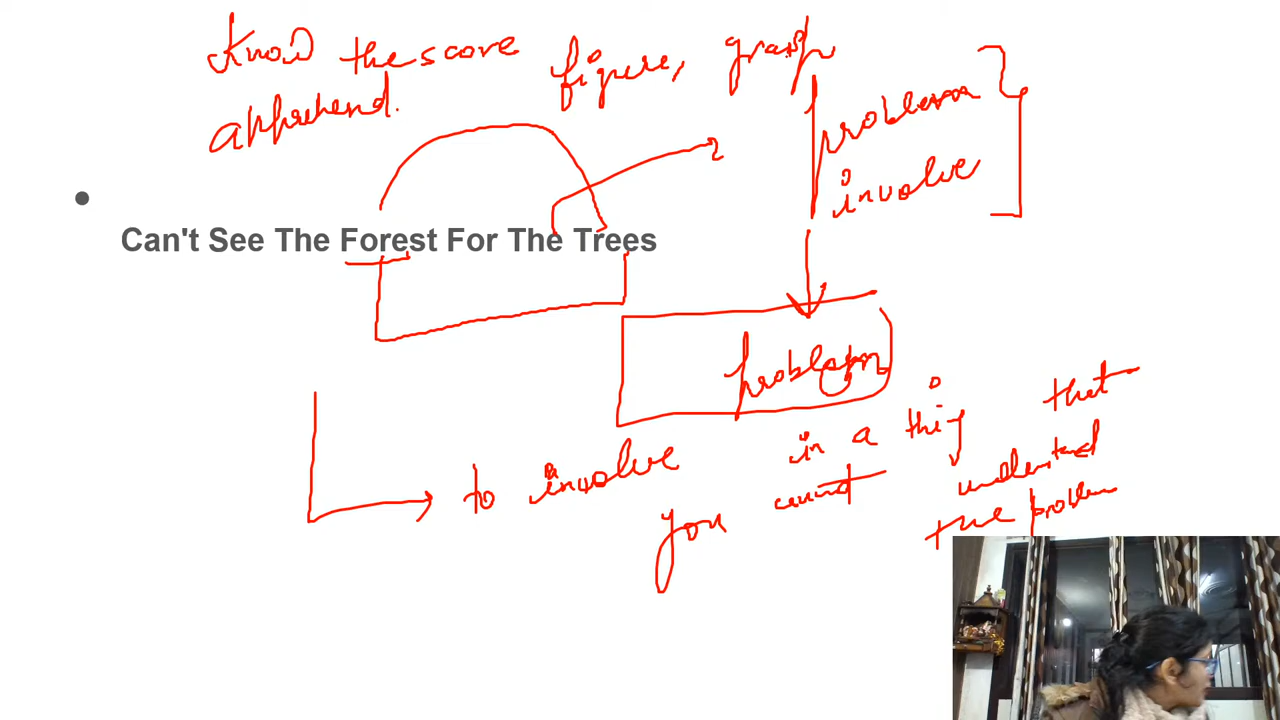 Know the score figure, grasp
apprehend.
problem
involve
Can't See The Forest For The Trees
problem
to involve in a thing that
you cannot understand
the problem